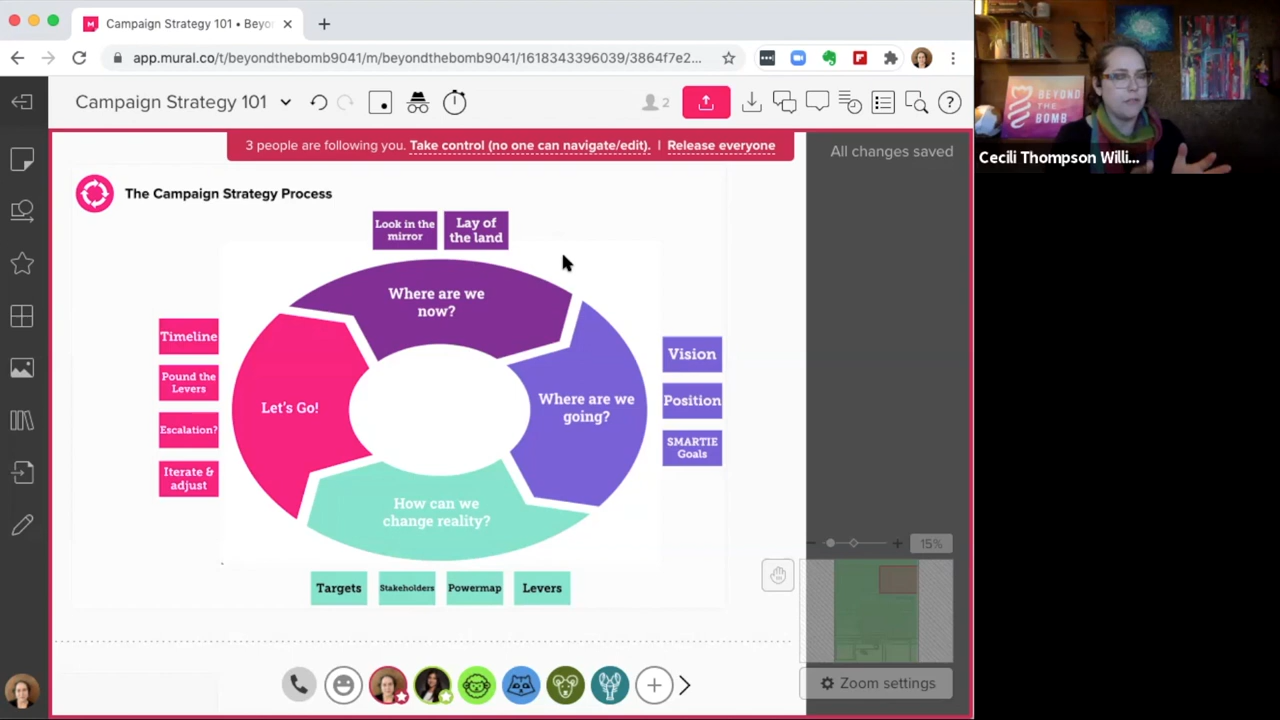 Campaign Strategy 101 • Beyo
app.mural.co/t/beyondthebomb9041/m/beyondthebomb9041/1618343396039/3864f7e2...
Campaign Strategy 101
2
3 people are following you. Take control (no one can navigate/edit). | Release everyone
All changes saved
The Campaign Strategy Process
Look in the
mirror
Lay of
the land
Where are we
now?
Timeline
Pound the
Levers
Escalation?
Iterate &
adjust
Let's Go!
Where are we
going?
Vision
Position
SMARTIE
Goals
How can we
change reality?
Targets
Stakeholders
Powermap
Levers
15%
Zoom settings
BEYOND
THE
BOMB
Cecili Thompson Willi...